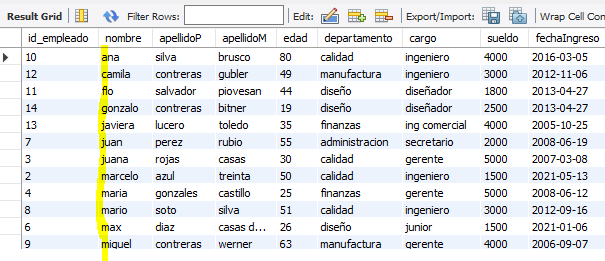 Result Grid Filter Rows: Edit: Export/Import: Wrap Cell Con
id_empleado nombre apellidoP apellidoM edad departamento cargo sueldo fechaIngreso
10 ana silva brusco 80 calidad ingeniero 4000 2016-03-05
12 camila contreras gubler 49 manufactura ingeniero 3000 2012-11-06
11 flo salvador piovesan 44 diseño diseñador 1800 2013-04-27
14 gonzalo contreras bitner 19 diseño diseñador 2500 2013-04-27
13 javiera lucero toledo 35 finanzas ing comercial 4000 2005-10-25
7 juan perez rubio 55 administracion secretario 2000 2008-06-19
3 juana rojas casas 30 calidad gerente 5000 2007-03-08
2 marcelo azul treinta 50 calidad ingeniero 1500 2021-05-13
4 maria gonzales castillo 25 finanzas gerente 5000 2008-06-12
8 mario soto silva 51 calidad ingeniero 3000 2012-09-16
6 max diaz casas d... 26 diseño junior 1500 2021-01-06
9 miguel contreras werner 63 manufactura gerente 4000 2006-09-07